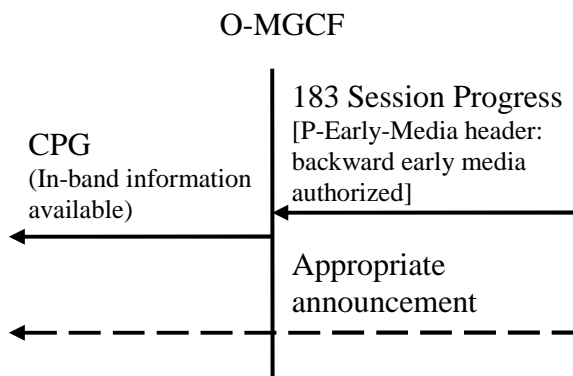 O-MGCF
183 Session Progress
[P-Early-Media header:
backward early media
authorized]
CPG
(In-band information
available)
Appropriate
announcement